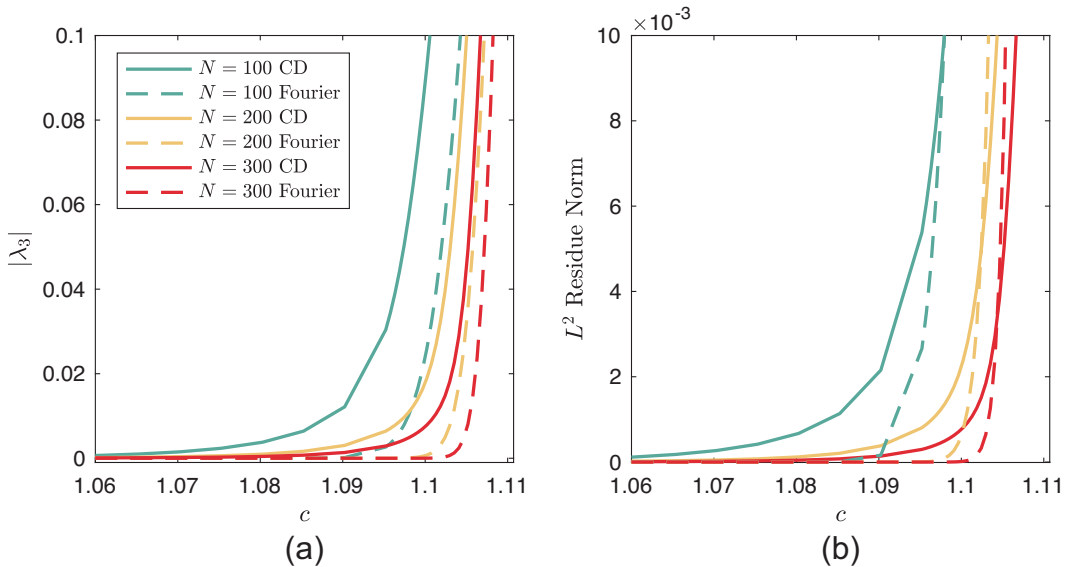 0.1
0.08
0.06
0.04
0.02
0
|λ₃|
N = 100 CD
N = 100 Fourier
N = 200 CD
N = 200 Fourier
N = 300 CD
N = 300 Fourier
1.06 1.07 1.08 1.09 1.1 1.11
c
(a)
×10⁻³
10
8
6
4
2
0
L² Residue Norm
1.06 1.07 1.08 1.09 1.1 1.11
c
(b)